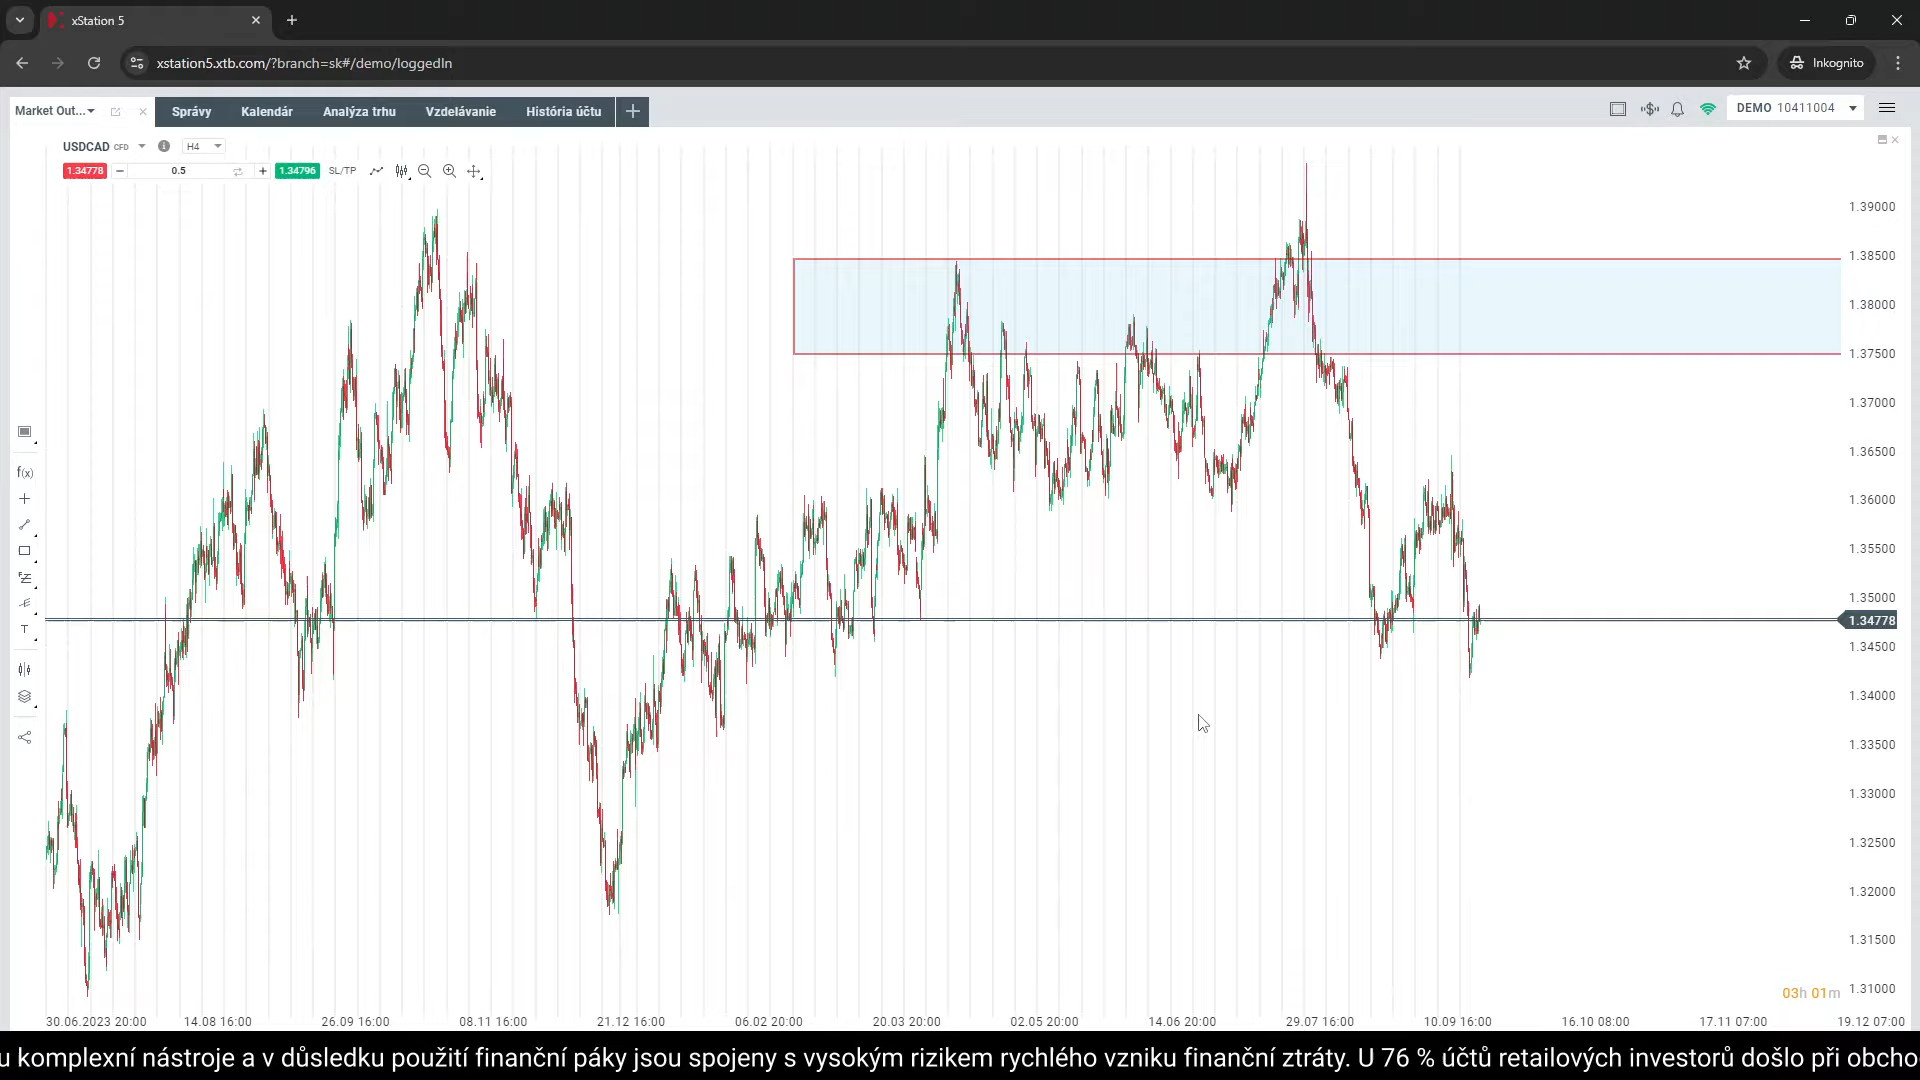 xStation 5
xstation5.xtb.com/?branch=sk#/demo/loggedIn
Inkognito
Market Out...
Správy
Kalendár
Analýza trhu
Vzdelávanie
História účtu
DEMO 10411004
USDCAD CFD
H4
1.34778
0.5
1.34796
SL/TP
1.39000
1.38500
1.38000
1.37500
1.37000
1.36500
1.36000
1.35500
1.35000
1.34778
1.34500
1.34000
1.33500
1.33000
1.32500
1.32000
1.31500
1.31000
f(x)
T
03h 01m
30.06.2023 20:00
14.08 16:00
26.09 16:00
08.11 16:00
21.12 16:00
06.02 20:00
20.03 20:00
02.05 20:00
14.06 20:00
29.07 16:00
10.09 16:00
16.10 08:00
17.11 07:00
19.12 07:00
u komplexní nástroje a v důsledku použití finanční páky jsou spojeny s vysokým rizikem rychlého vzniku finanční ztráty. U 76 % účtů retailových investorů došlo při obcho